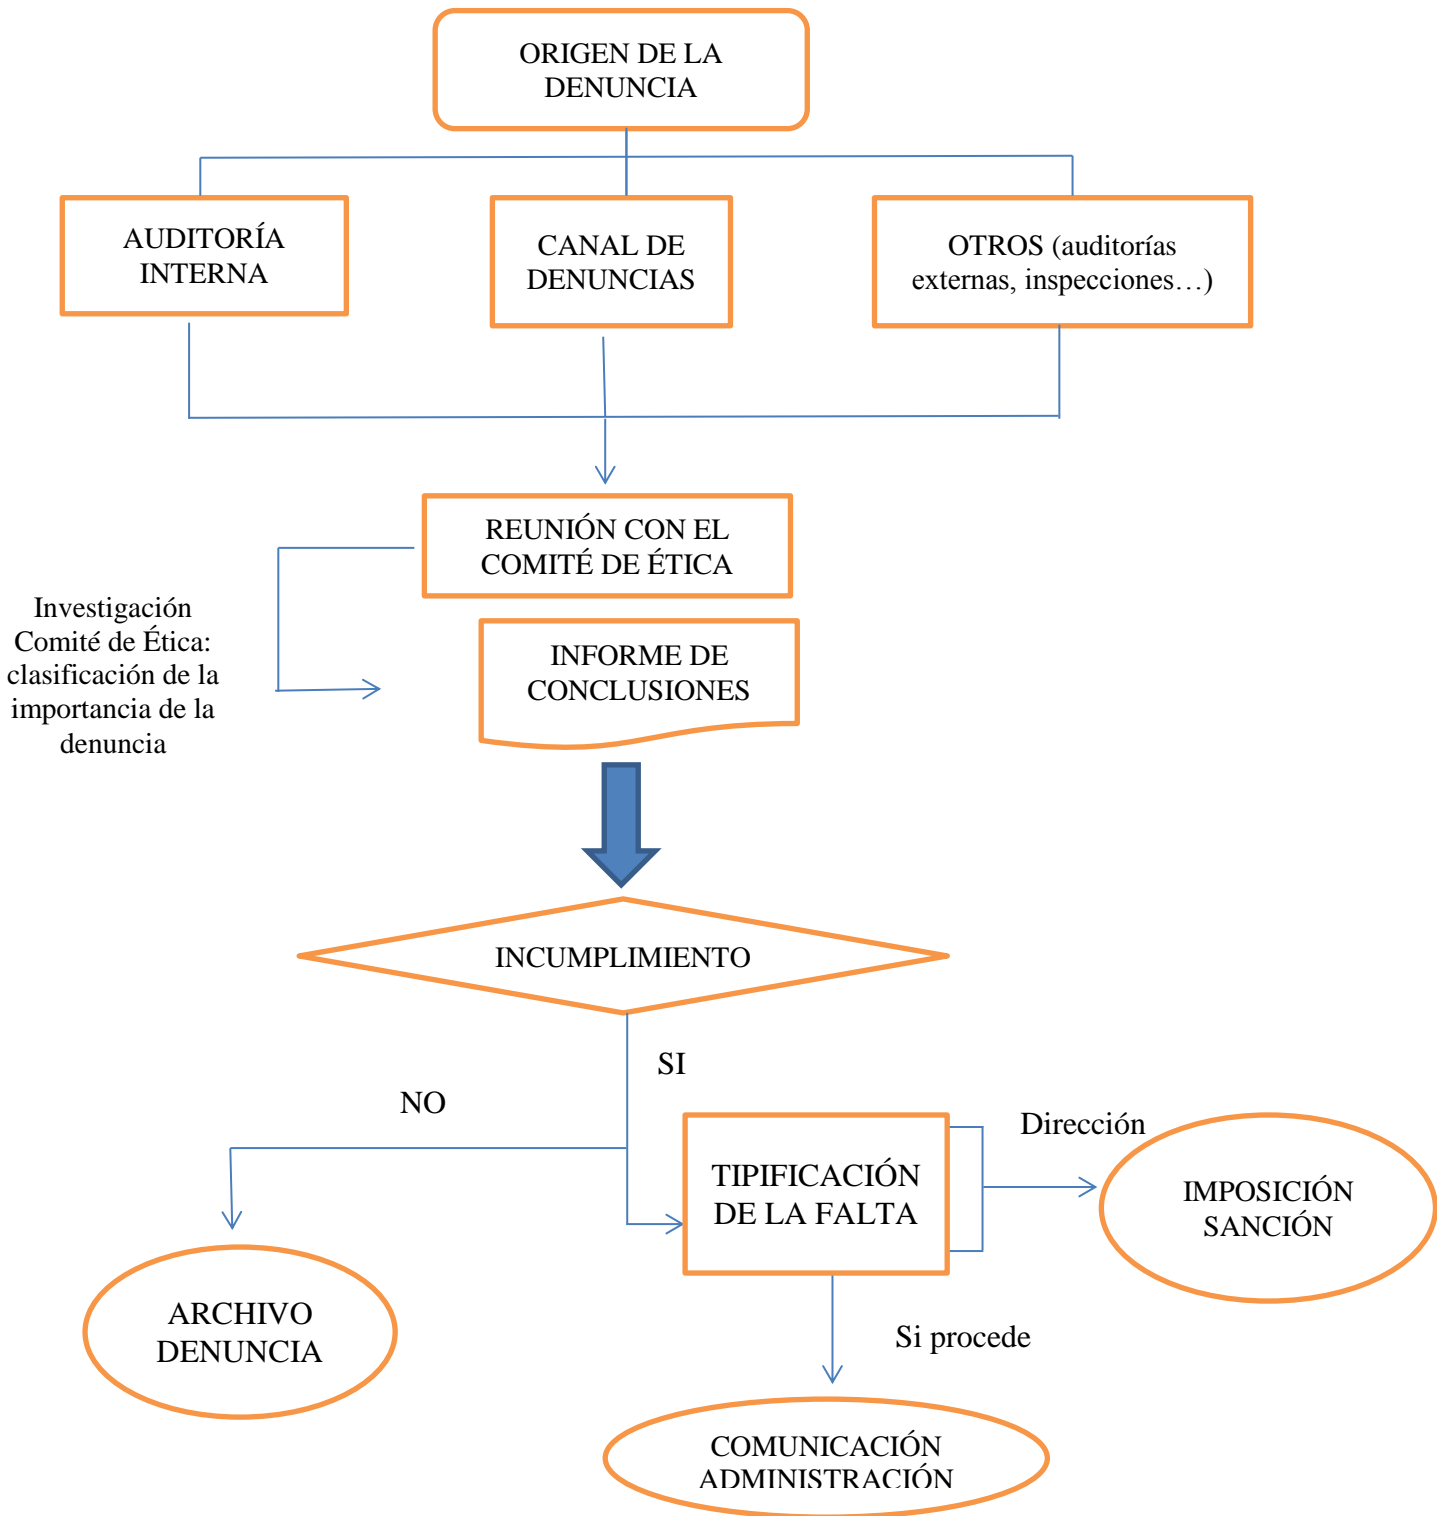 ORIGEN DE LA
DENUNCIA
AUDITORÍA
INTERNA
CANAL DE
DENUNCIAS
OTROS (auditorías
externas, inspecciones…)
REUNIÓN CON EL
COMITÉ DE ÉTICA
Investigación
Comité de Ética:
clasificación de la
importancia de la
denuncia
INFORME DE
CONCLUSIONES
INCUMPLIMIENTO
SI
NO
Dirección
TIPIFICACIÓN
DE LA FALTA
IMPOSICIÓN
SANCIÓN
ARCHIVO
DENUNCIA
Si procede
COMUNICACIÓN
ADMINISTRACIÓN